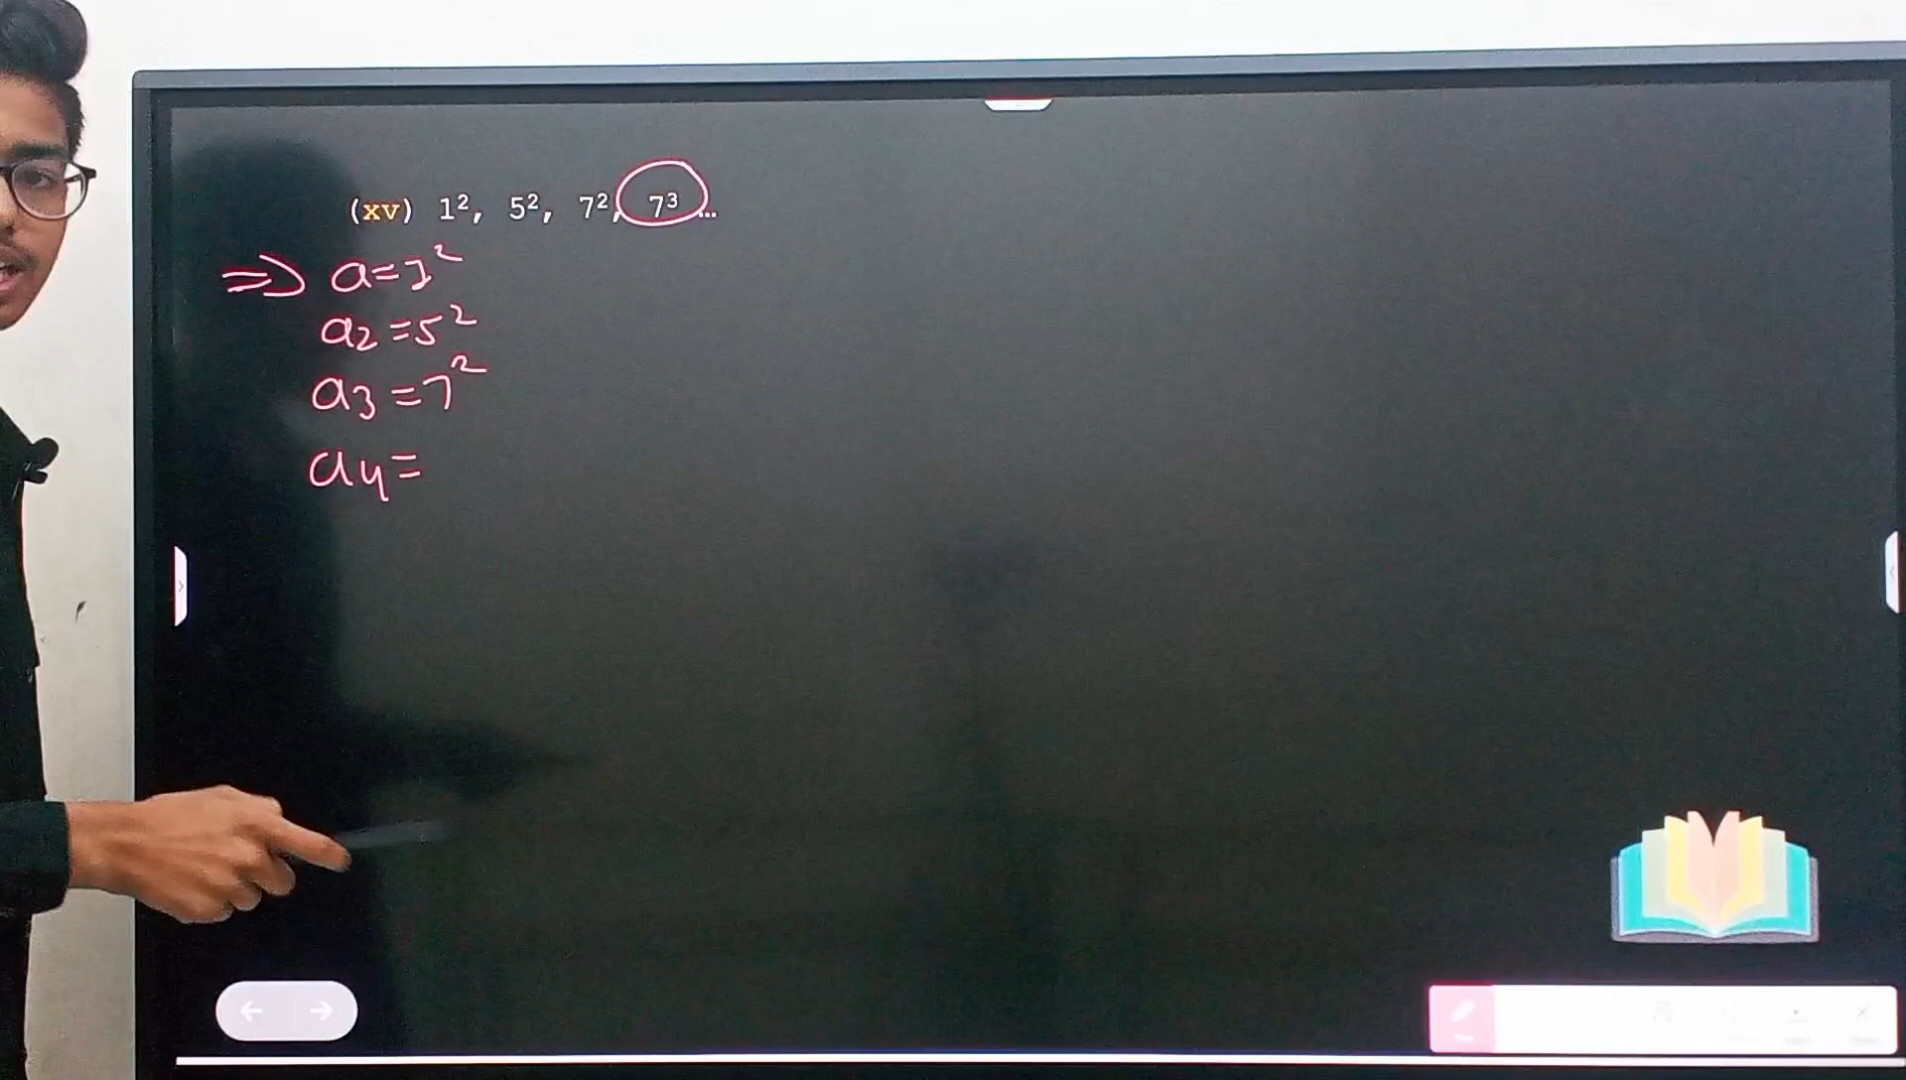 (xv) 1², 5², 7², 7³ ...
⇒ a=1²
a2=5²
a3=7²
a4=